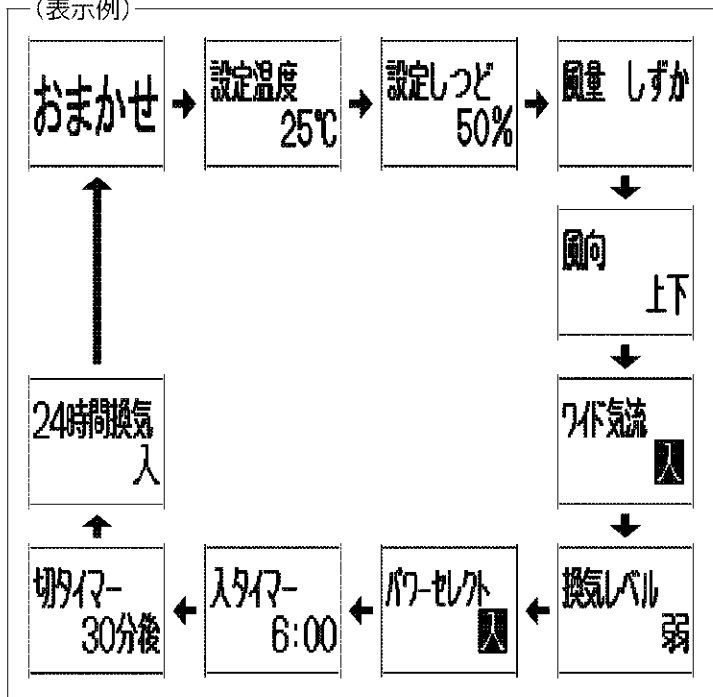 (表示例)
おまかせ
設定温度
25℃
設定しつど
50%
風量 しずか
風向
上下
ワイド気流
入
換気レベル
弱
パワーセレクト
入
入タイマー
6:00
切タイマー
30分後
24時間換気
入